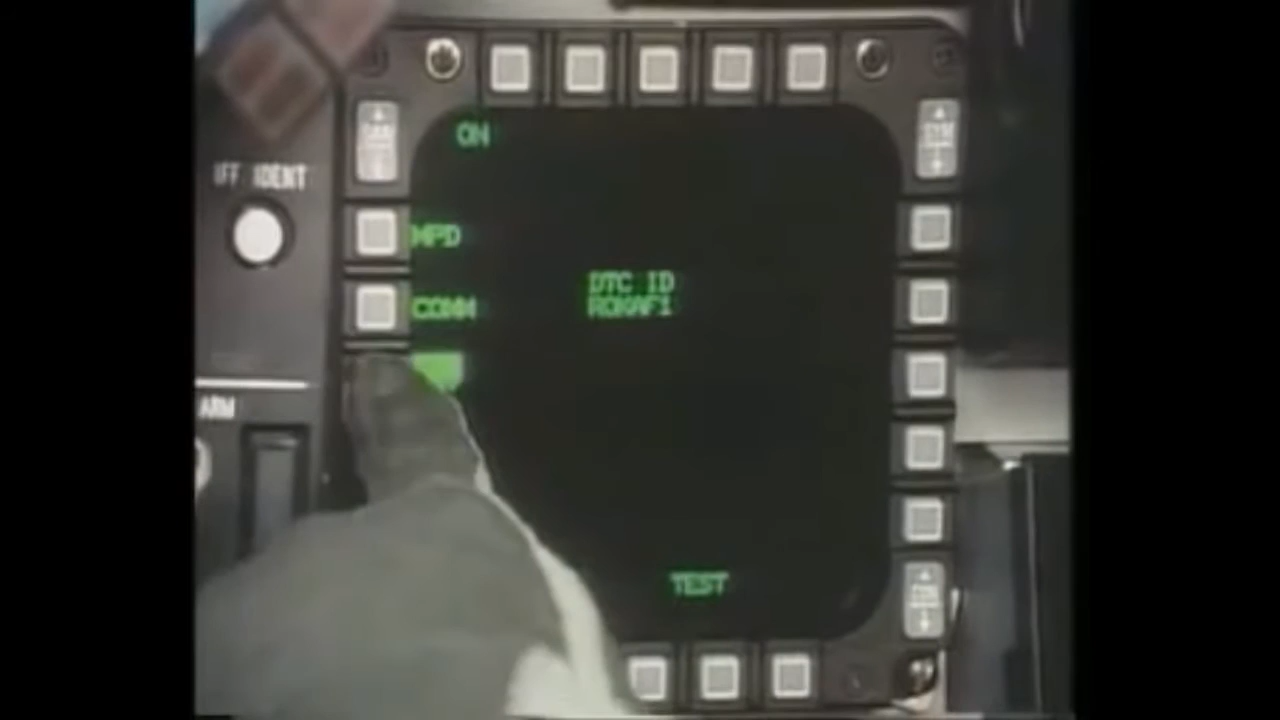 ON
IFF IDENT
MPD
DTC ID
ROKAF1
COMM
ARM
TEST